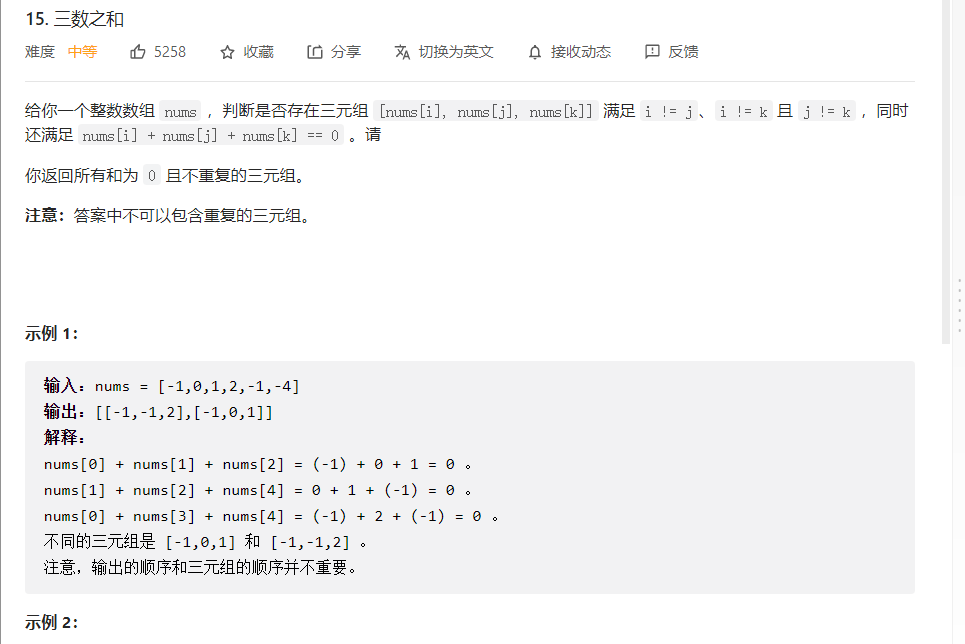 15. 三数之和
难度 中等 5258 收藏 分享 切换为英文 接收动态 反馈
给你一个整数数组 nums ，判断是否存在三元组 [nums[i], nums[j], nums[k]] 满足 i != j、i != k 且 j != k ，同时
还满足 nums[i] + nums[j] + nums[k] == 0 。请
你返回所有和为 0 且不重复的三元组。
注意：答案中不可以包含重复的三元组。
示例 1：
输入：nums = [-1,0,1,2,-1,-4]
输出：[[-1,-1,2],[-1,0,1]]
解释：
nums[0] + nums[1] + nums[2] = (-1) + 0 + 1 = 0 。
nums[1] + nums[2] + nums[4] = 0 + 1 + (-1) = 0 。
nums[0] + nums[3] + nums[4] = (-1) + 2 + (-1) = 0 。
不同的三元组是 [-1,0,1] 和 [-1,-1,2] 。
注意，输出的顺序和三元组的顺序并不重要。
示例 2：